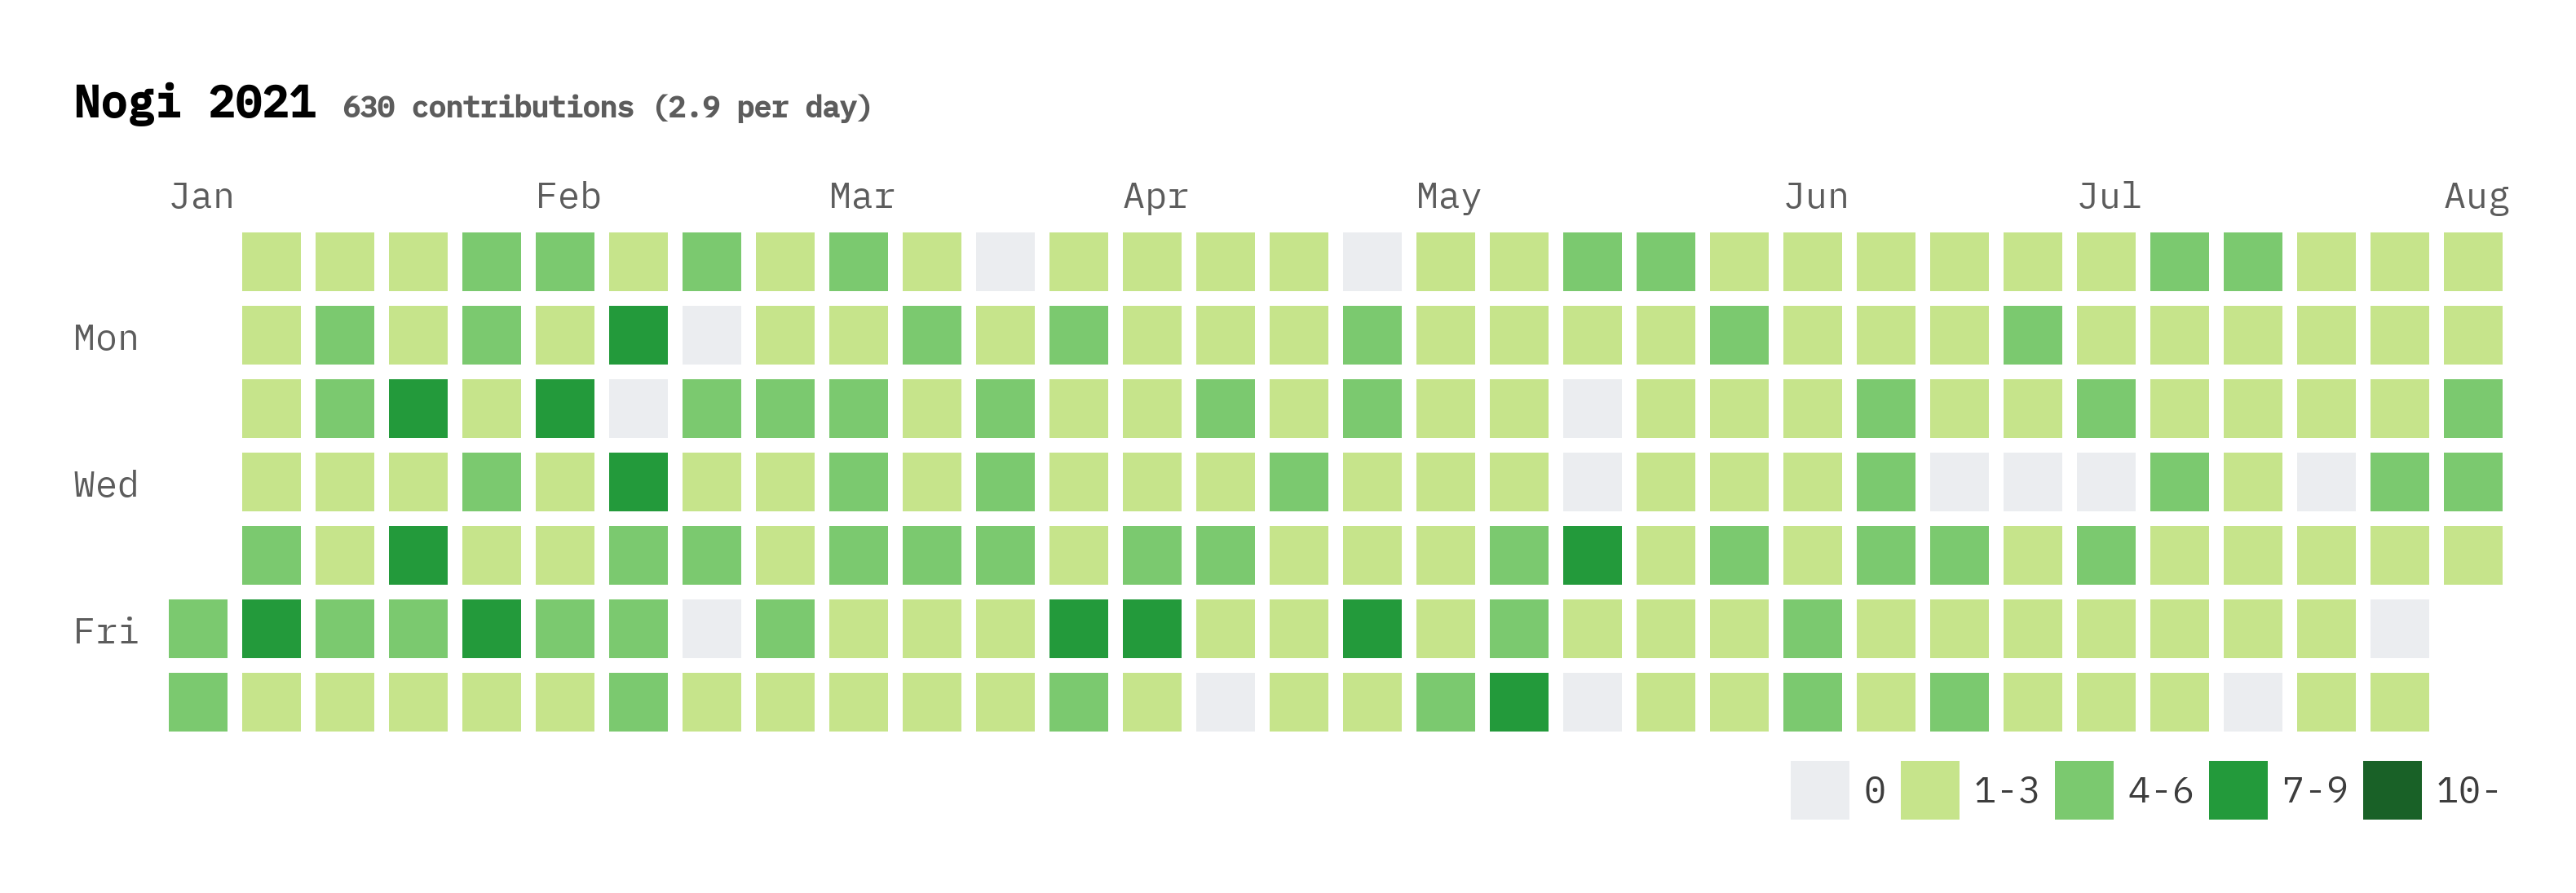 Nogi 2021 630 contributions (2.9 per day)
Jan Feb Mar Apr May Jun Jul Aug
Mon
Wed
Fri
0 1-3 4-6 7-9 10-